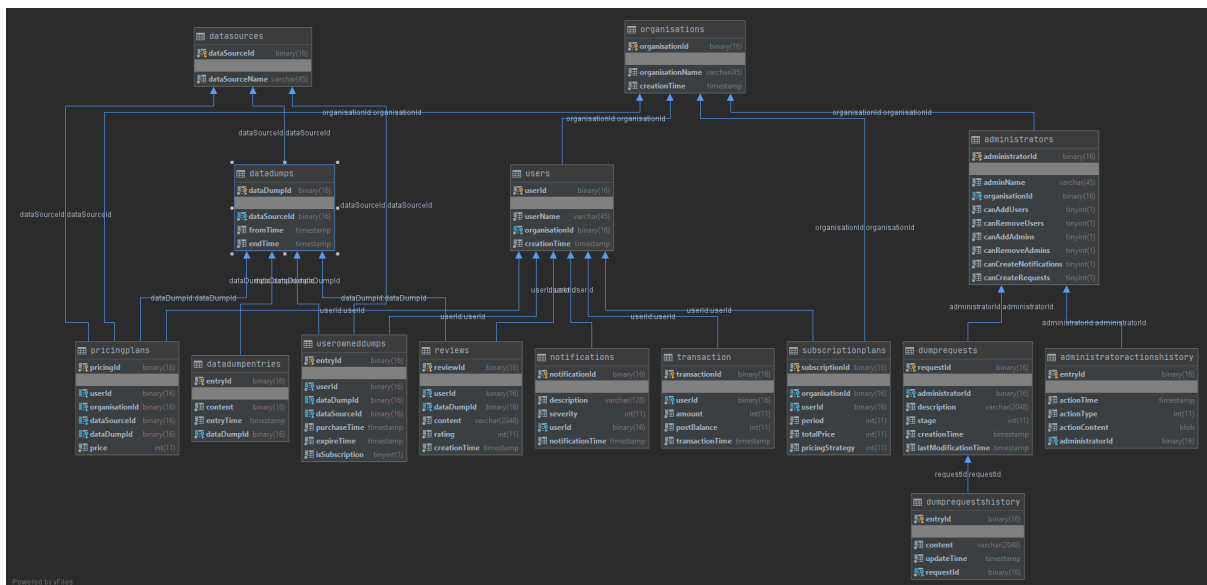 datasources
dataSourceId binary(16)
dataSourceName varchar(45)
organisations
organisationId binary(16)
organisationName varchar(45)
creationTime timestamp
organisationId:organisationId
organisationId:organisationId
dataSourceId:dataSourceId
administrators
administratorId binary(16)
adminName varchar(45)
organisationId binary(16)
canAddUsers tinyint(1)
canRemoveUsers tinyint(1)
canAddAdmins tinyint(1)
canRemoveAdmins tinyint(1)
canCreateNotifications tinyint(1)
canCreateRequests tinyint(1)
datadumps
dataDumpId binary(16)
dataSourceId binary(16)
fromTime timestamp
endTime timestamp
users
userId binary(16)
userName varchar(45)
organisationId binary(16)
creationTime timestamp
dataSourceId:dataSourceId
dataSourceId:dataSourceId
organisationId:organisationId
dataDumpId:dataDumpId
userId:userId
dataDumpId:dataDumpId
dataDumpId:dataDumpId
userId:userId
userId:userId
userId:userId
administratorId:administratorId
administratorId:administratorId
pricingplans
pricingId binary(16)
userId binary(16)
organisationId binary(16)
dataSourceId binary(16)
dataDumpId binary(16)
price int(11)
datadumpentries
entryId binary(16)
content binary(16)
entryTime timestamp
dataDumpId binary(16)
userowneddumps
entryId binary(16)
userId binary(16)
dataDumpId binary(16)
dataSourceId binary(16)
purchaseTime timestamp
expireTime timestamp
isSubscription tinyint(1)
reviews
reviewId binary(16)
userId binary(16)
dataDumpId binary(16)
content varchar(2048)
rating int(11)
creationTime timestamp
notifications
notificationId binary(16)
description varchar(128)
severity int(11)
userId binary(16)
notificationTime timestamp
transaction
transactionId binary(16)
userId binary(16)
amount int(11)
postBalance int(11)
transactionTime timestamp
subscriptionplans
subscriptionId binary(16)
organisationId binary(16)
userId binary(16)
period int(11)
totalPrice int(11)
pricingStrategy int(11)
dumprequests
requestId binary(16)
administratorId binary(16)
description varchar(2048)
stage int(11)
creationTime timestamp
lastModificationTime timestamp
administratoractionshistory
entryId binary(16)
actionTime timestamp
actionType int(11)
actionContent blob
administratorId binary(16)
requestId:requestId
dumprequestshistory
entryId binary(16)
content varchar(2048)
updateTime timestamp
requestId binary(16)
Powered by yFiles